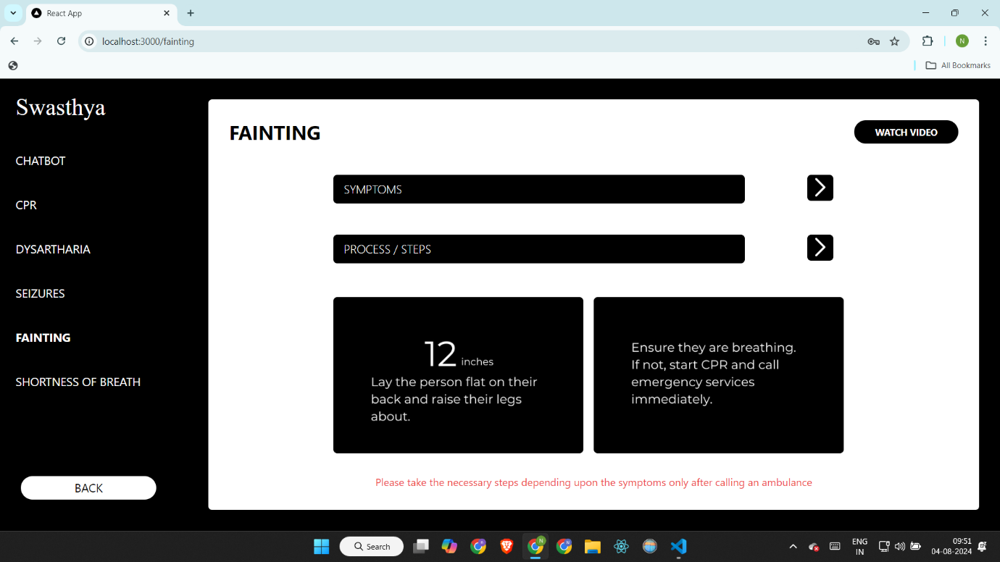 React App
localhost:3000/fainting
N
All Bookmarks
Swasthya
CHATBOT
CPR
DYSARTHARIA
SEIZURES
FAINTING
SHORTNESS OF BREATH
BACK
FAINTING
WATCH VIDEO
SYMPTOMS
PROCESS / STEPS
12 inches
Lay the person flat on their
back and raise their legs
about.
Ensure they are breathing.
If not, start CPR and call
emergency services
immediately.
Please take the necessary steps depending upon the symptoms only after calling an ambulance
Search
ENG
IN
09:51
04-08-2024